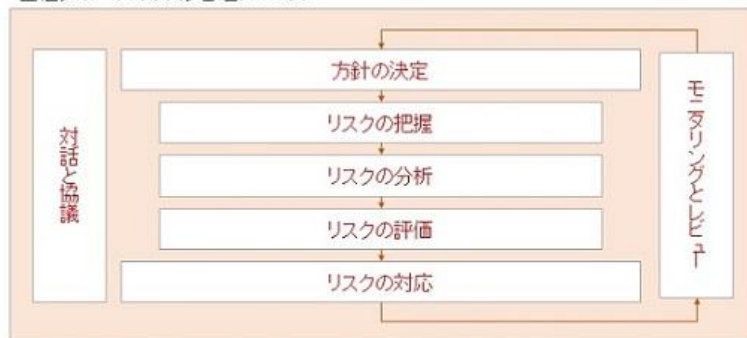 方針の決定
リスクの把握
リスクの分析
リスクの評価
リスクの対応
対話と協議
モニタリングとレビュー